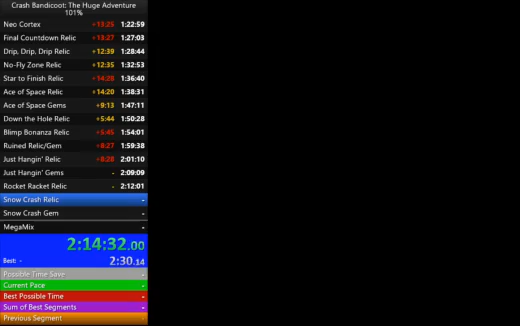 Crash Bandicoot: The Huge Adventure
101%
Neo Cortex +13:25 1:22:59
Final Countdown Relic +13:27 1:27:03
Drip, Drip, Drip Relic +12:39 1:28:44
No-Fly Zone Relic +12:35 1:32:53
Star to Finish Relic +14:28 1:36:40
Ace of Space Relic +14:20 1:38:31
Ace of Space Gems +9:13 1:47:11
Down the Hole Relic +5:44 1:50:28
Blimp Bonanza Relic +5:45 1:54:01
Ruined Relic/Gem +8:27 1:59:38
Just Hangin' Relic +8:28 2:01:10
Just Hangin' Gems - 2:09:09
Rocket Racket Relic - 2:12:01
Snow Crash Relic -
Snow Crash Gem -
MegaMix -
2:14:32.00
Best: - 2:30.14
Possible Time Save -
Current Pace -
Best Possible Time -
Sum of Best Segments -
Previous Segment -